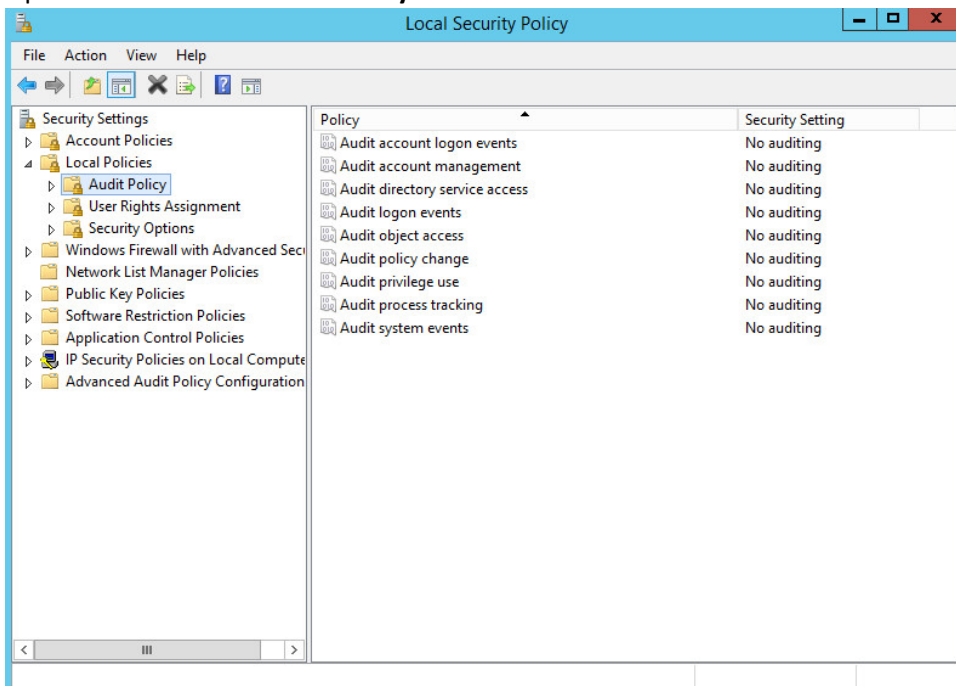 Local Security Policy
File Action View Help
Security Settings
Account Policies
Local Policies
Audit Policy
User Rights Assignment
Security Options
Windows Firewall with Advanced Secu
Network List Manager Policies
Public Key Policies
Software Restriction Policies
Application Control Policies
IP Security Policies on Local Compute
Advanced Audit Policy Configuration
Policy Security Setting
Audit account logon events No auditing
Audit account management No auditing
Audit directory service access No auditing
Audit logon events No auditing
Audit object access No auditing
Audit policy change No auditing
Audit privilege use No auditing
Audit process tracking No auditing
Audit system events No auditing